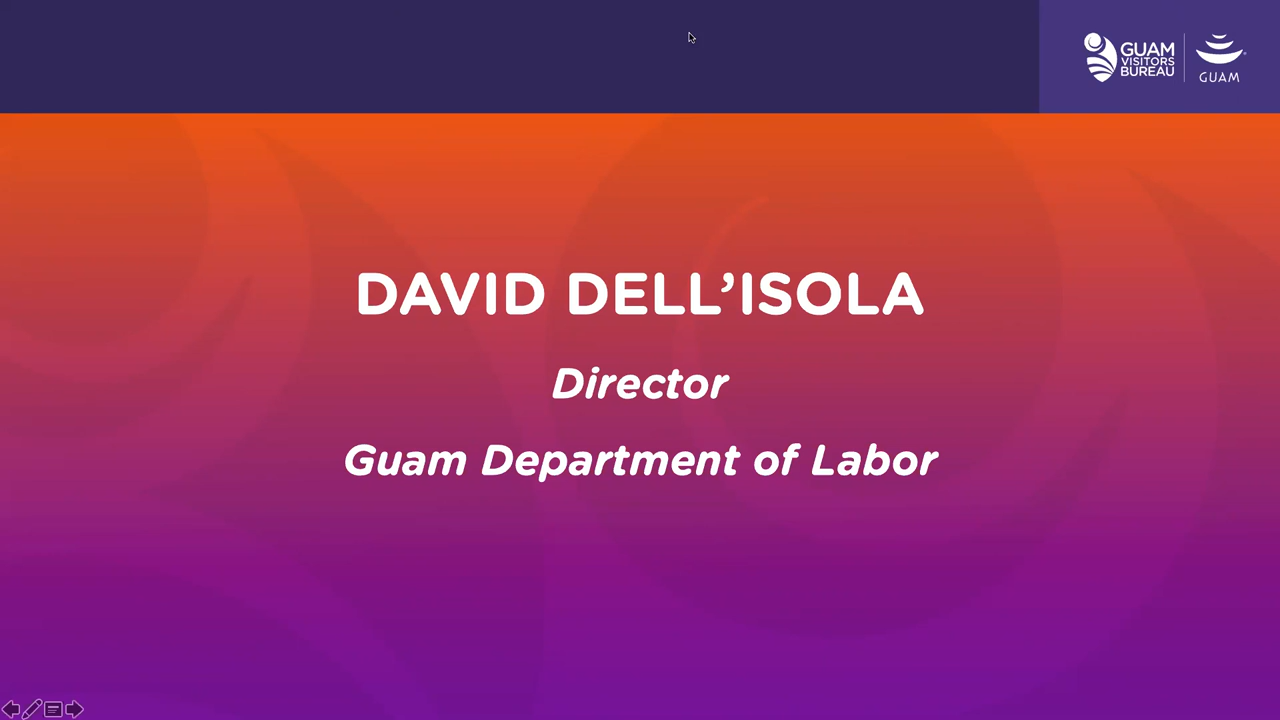 GUAM
VISITORS
BUREAU
GUAM
DAVID DELL’ISOLA
Director
Guam Department of Labor